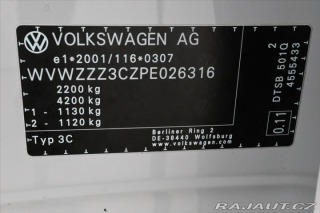 VOLKSWAGEN AG
e1*2001/116*0307
WVWZZZ3CZPE026316
2200 kg
4200 kg
1 - 1130 kg
2 - 1120 kg
Typ 3C
Berliner Ring 2
DE-38440 Wolfsburg
www.volkswagen.com
0.11
DTSB 501Q 2
4555433
RAJAUT.CZ